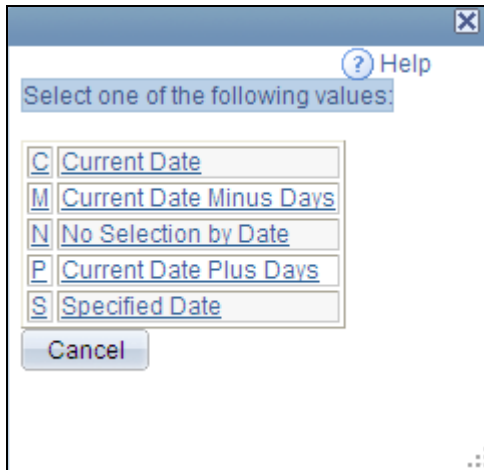 ? Help
Select one of the following values:
C Current Date
M Current Date Minus Days
N No Selection by Date
P Current Date Plus Days
S Specified Date
Cancel